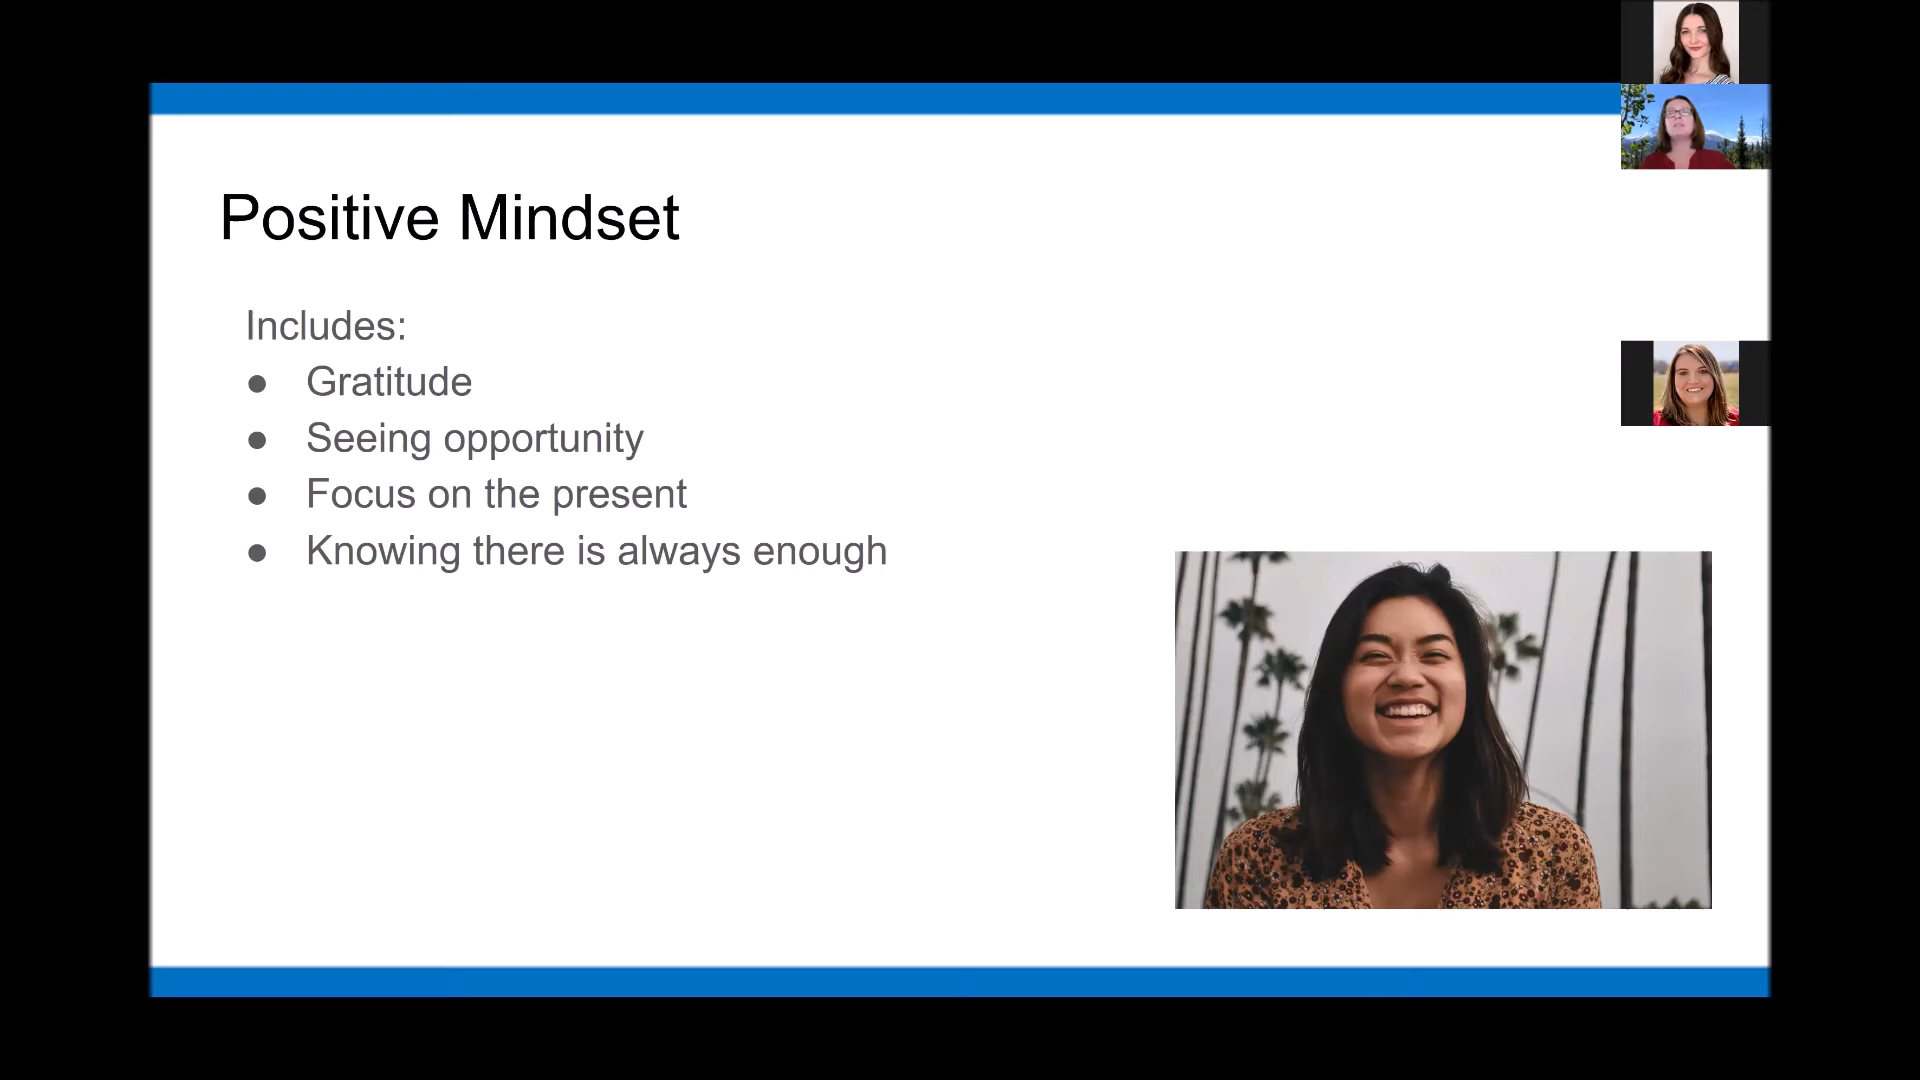 Positive Mindset
Includes:
● Gratitude
● Seeing opportunity
● Focus on the present
● Knowing there is always enough